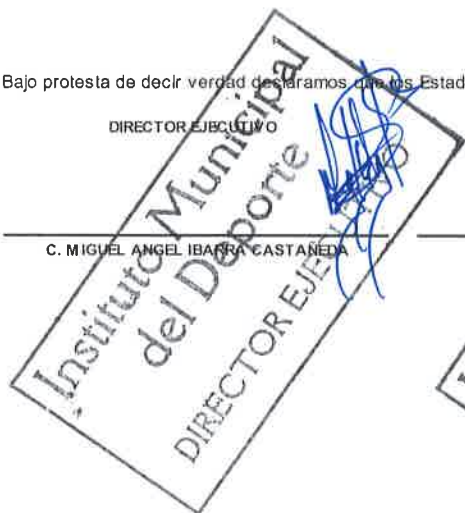 Bajo protesta de decir verdad declaramos que los Estad
DIRECTOR EJECUTIVO
C. MIGUEL ANGEL IBARRA CASTAÑEDA
Instituto Municipal
del Deporte
DIRECTOR EJECUTIVO